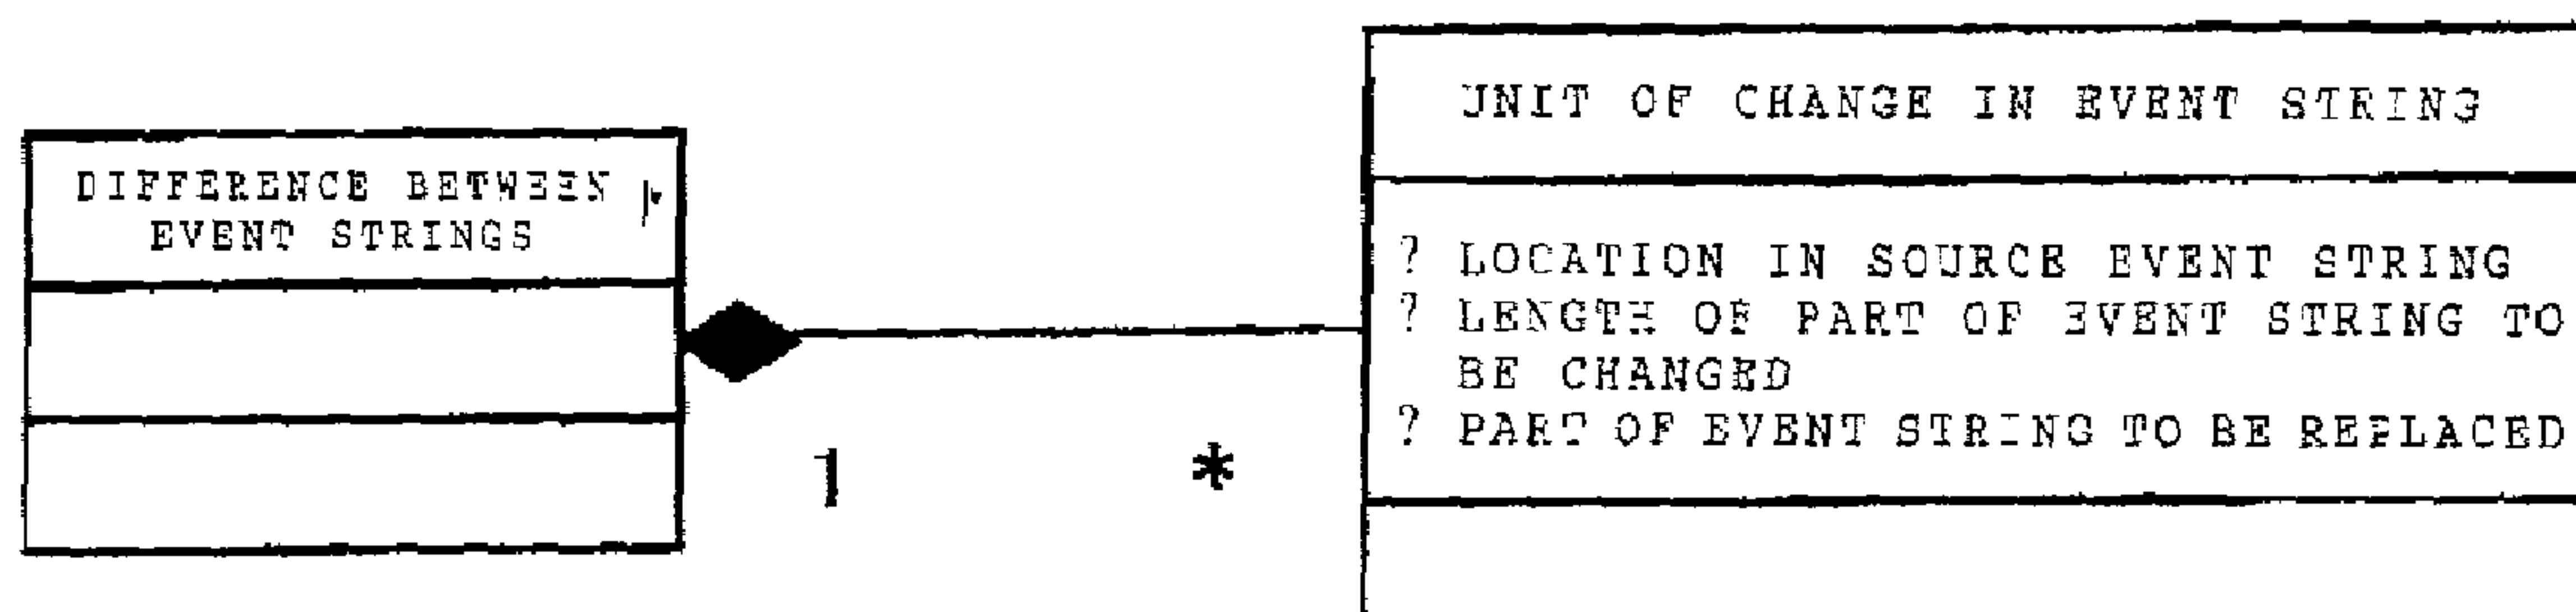 DIFFERENCE BETWEEN
EVENT STRINGS
1
*
UNIT OF CHANGE IN EVENT STRING
? LOCATION IN SOURCE EVENT STRING
? LENGTH OF PART OF EVENT STRING TO
BE CHANGED
? PART OF EVENT STRING TO BE REPLACED